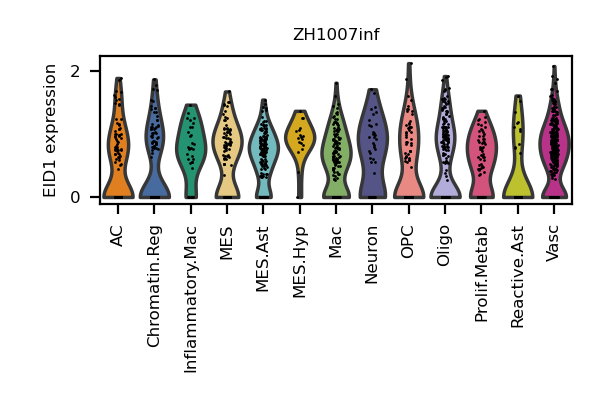 ZH1007inf
EID1 expression
2
0
AC
Chromatin.Reg
Inflammatory.Mac
MES
MES.Ast
MES.Hyp
Mac
Neuron
OPC
Oligo
Prolif.Metab
Reactive.Ast
Vasc